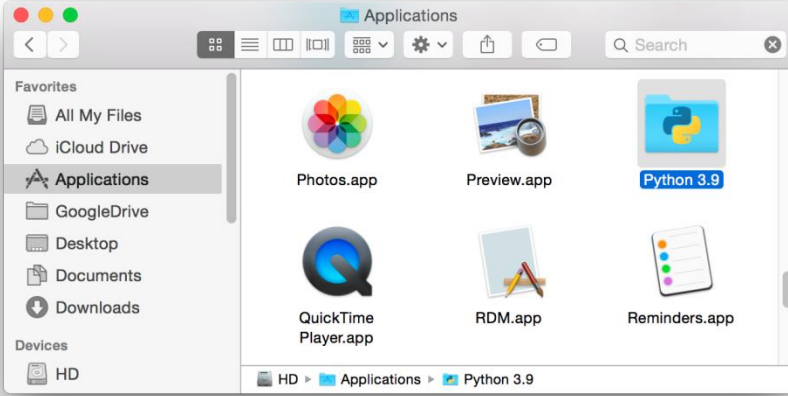 Applications
Search
Favorites
All My Files
iCloud Drive
Applications
GoogleDrive
Desktop
Documents
Downloads
Devices
HD
Photos.app
Preview.app
Python 3.9
QuickTime
Player.app
RDM.app
Reminders.app
HD ▸ Applications ▸ Python 3.9